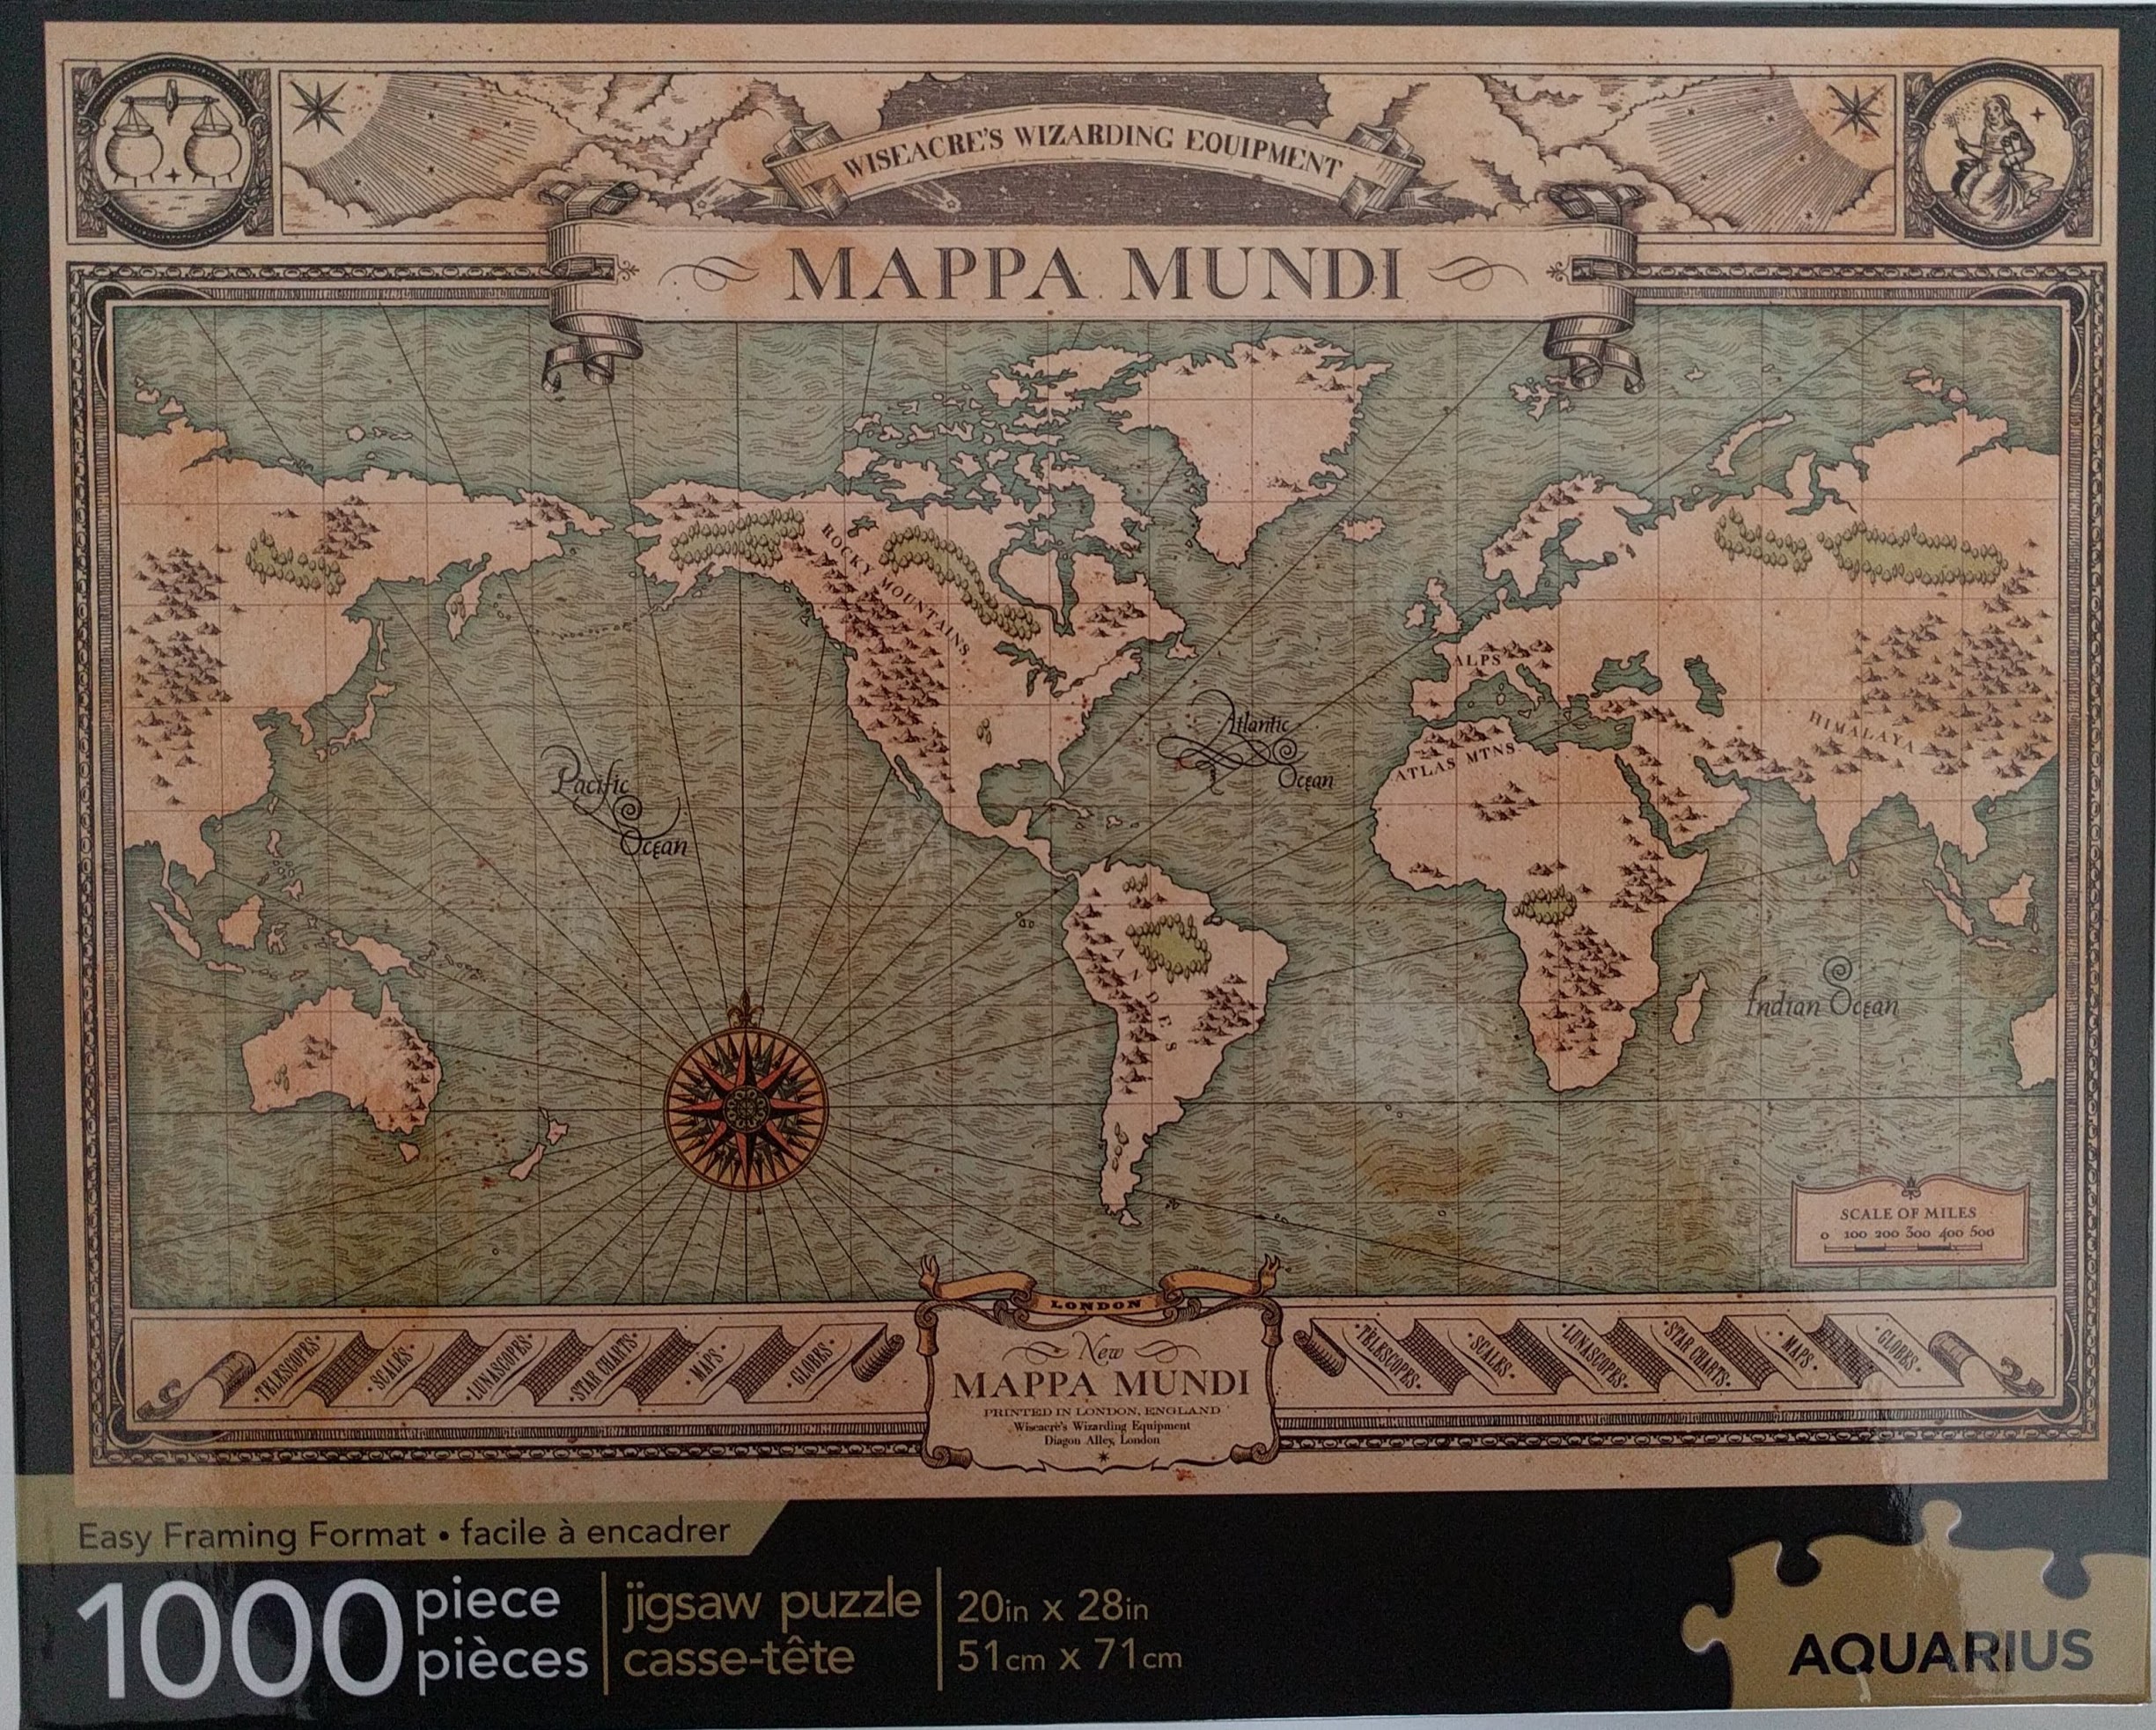 WISEACRE'S WIZARDING EQUIPMENT
MAPPA MUNDI
ROCKY MOUNTAINS
ALPS
ATLAS MTNS
HIMALAYA
Atlantic
Ocean
Pacific
Ocean
ANDES
Indian Ocean
SCALE OF MILES
0 100 200 300 400 500
LONDON
·TELESCOPES· ·SCALES· ·LUNASCOPES· ·STAR CHARTS· ·MAPS· ·GLOBES·
New
MAPPA MUNDI
PRINTED IN LONDON, ENGLAND
Wiseacre's Wizarding Equipment
Diagon Alley, London
·TELESCOPES· ·SCALES· ·LUNASCOPES· ·STAR CHARTS· ·MAPS· ·GLOBES·
Easy Framing Format • facile à encadrer
1000 piece
pièces
jigsaw puzzle
casse-tête
20in x 28in
51cm x 71cm
AQUARIUS